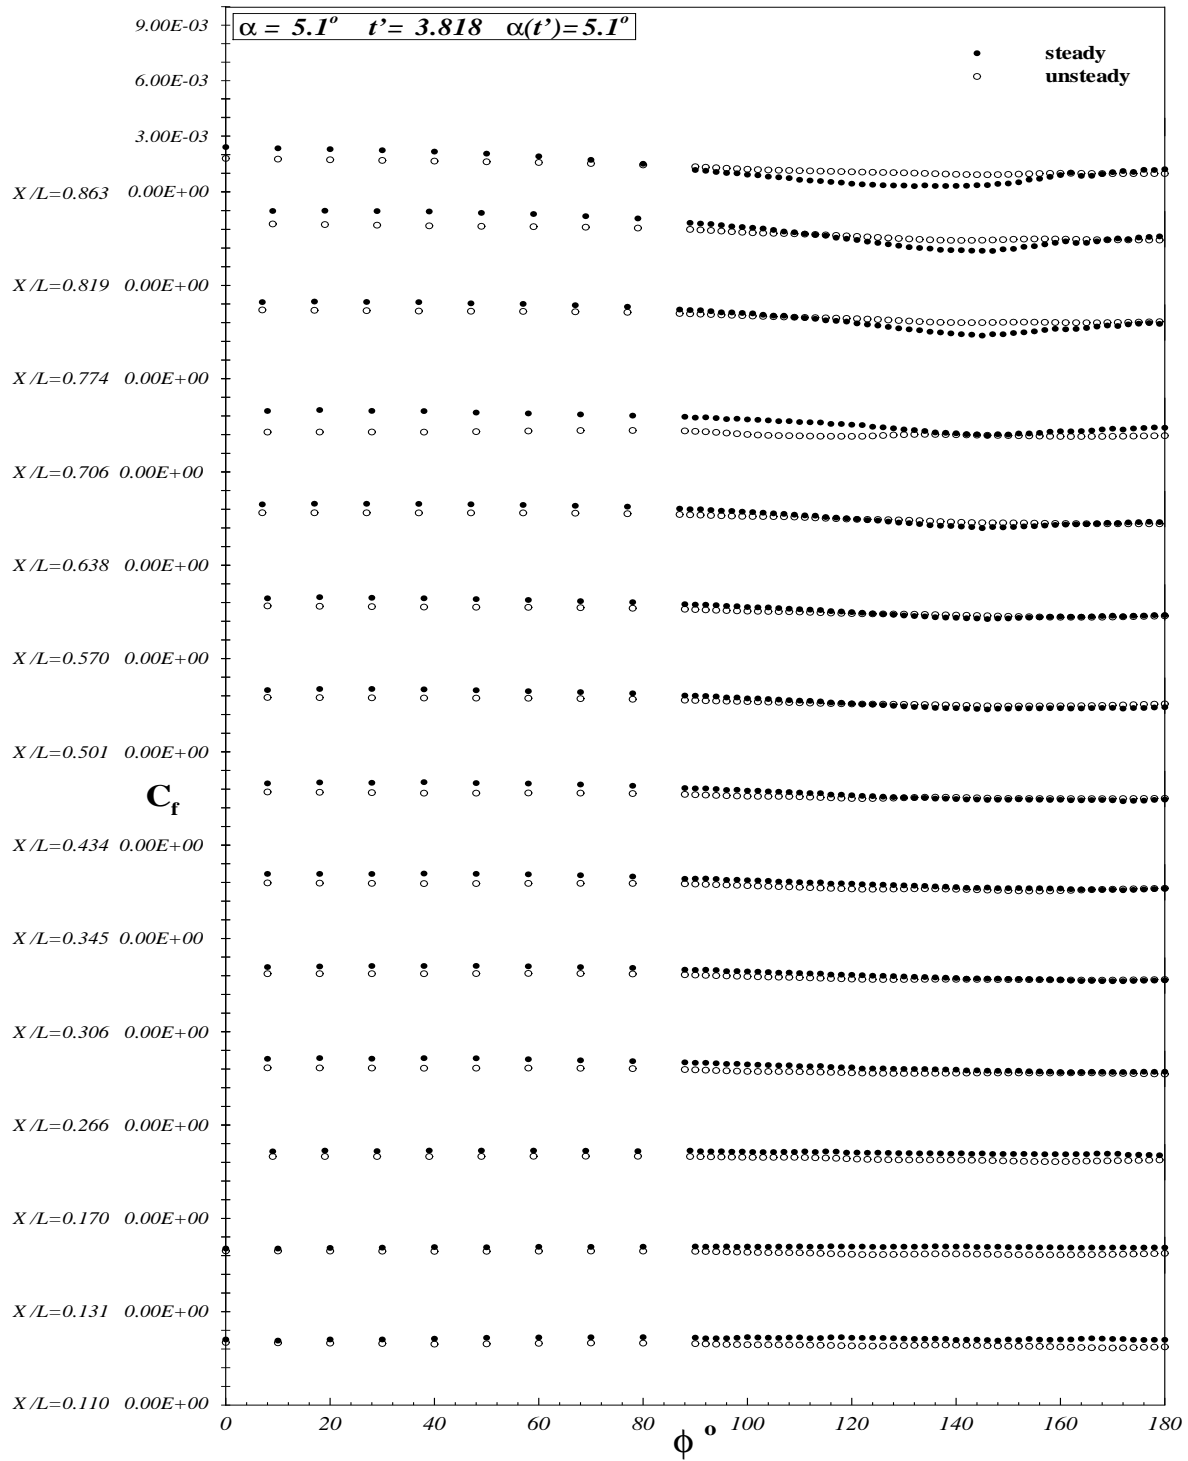 9.00E-03
α = 5.1° t’= 3.818 α(t’)=5.1°
steady
6.00E-03
unsteady
3.00E-03
X/L=0.863 0.00E+00
X/L=0.819 0.00E+00
X/L=0.774 0.00E+00
X/L=0.706 0.00E+00
X/L=0.638 0.00E+00
X/L=0.570 0.00E+00
X/L=0.501 0.00E+00
Cf
X/L=0.434 0.00E+00
X/L=0.345 0.00E+00
X/L=0.306 0.00E+00
X/L=0.266 0.00E+00
X/L=0.170 0.00E+00
X/L=0.131 0.00E+00
X/L=0.110 0.00E+00
0 20 40 60 80 100 120 140 160 180
ϕ °